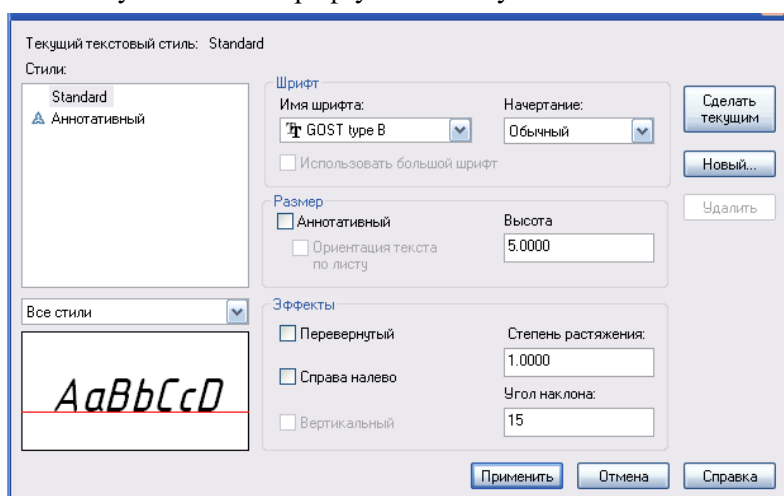 Текущий текстовый стиль: Standard
Стили:
Standard
Аннотативный
Все стили
AaBbCcD
Шрифт
Имя шрифта:
GOST type B
Начертание:
Обычный
Использовать большой шрифт
Размер
Аннотативный
Ориентация текста
по листу
Высота
5.0000
Эффекты
Перевернутый
Справа налево
Вертикальный
Степень растяжения:
1.0000
Угол наклона:
15
Сделать
текущим
Новый...
Удалить
Применить
Отмена
Справка